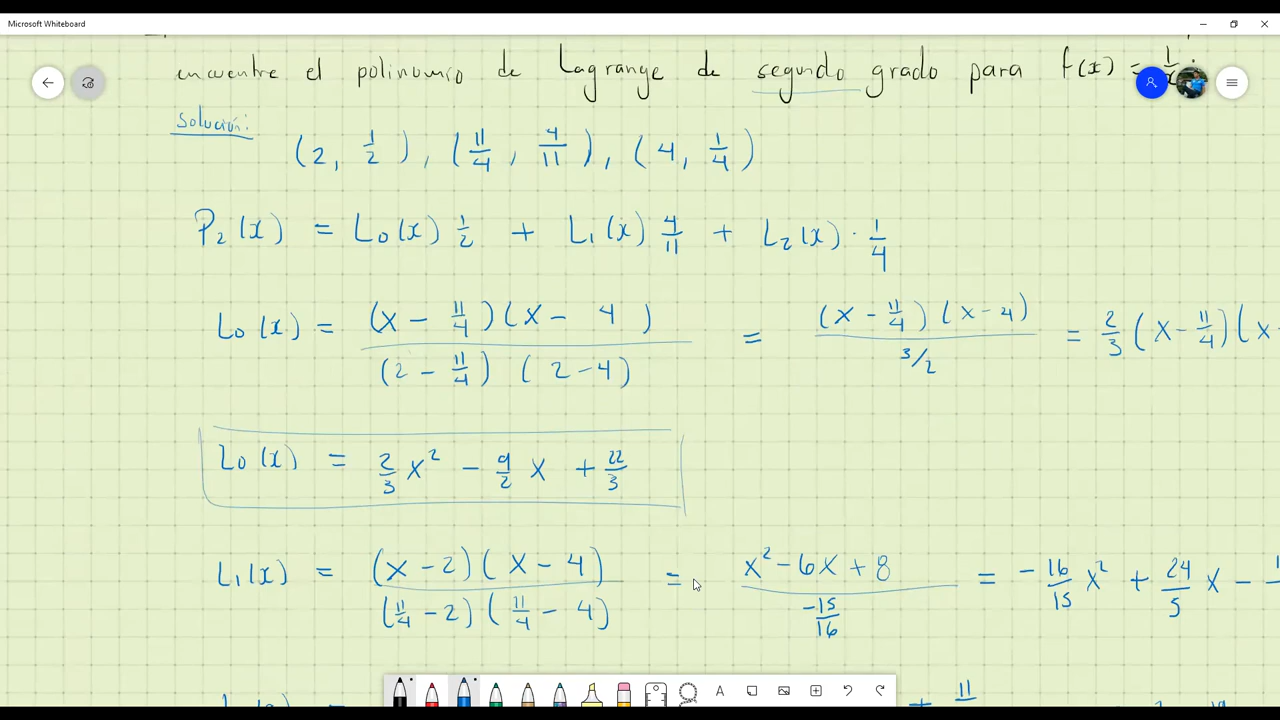 Microsoft Whiteboard
encuentre el polinomio de Lagrange de segundo grado para f(x) = 1/x
Solución:
(2, 1/2), (11/4, 4/11), (4, 1/4)
P₂(x) = L₀(x) 1/2 + L₁(x) 4/11 + L₂(x) · 1/4
L₀(x) = (x - 11/4)(x - 4) / (2 - 11/4)(2 - 4) = (x - 11/4)(x - 4) / 3/2 = 2/3 (x - 11/4)(x -
L₀(x) = 2/3 x² - 9/2 x + 22/3
L₁(x) = (x - 2)(x - 4) / (11/4 - 2)(11/4 - 4) = x² - 6x + 8 / -15/16 = - 16/15 x² + 24/5 x -
+ 11
A